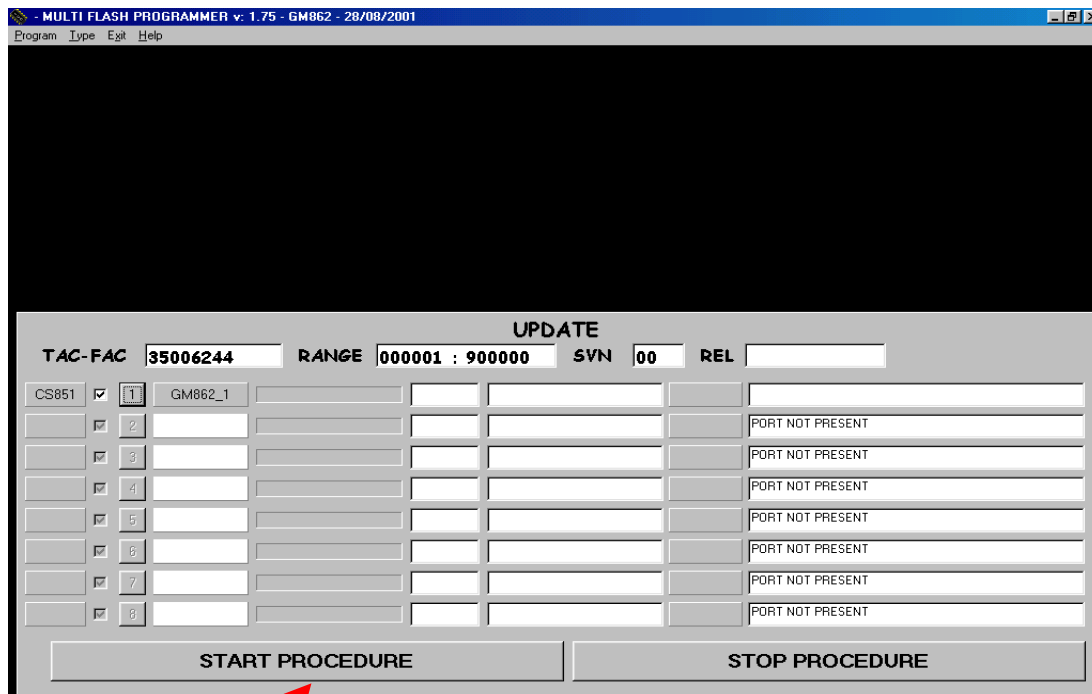 - MULTI FLASH PROGRAMMER v: 1.75 - GM862 - 28/08/2001
Program Type Exit Help
UPDATE
TAC-FAC 35006244 RANGE 000001 : 900000 SVN 00 REL
CS851 1 GM862_1
2 PORT NOT PRESENT
3 PORT NOT PRESENT
4 PORT NOT PRESENT
5 PORT NOT PRESENT
6 PORT NOT PRESENT
7 PORT NOT PRESENT
8 PORT NOT PRESENT
START PROCEDURE STOP PROCEDURE